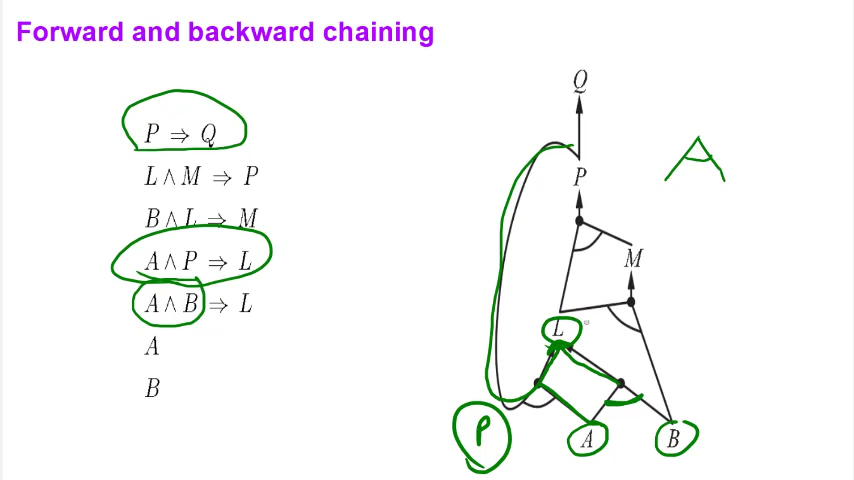 Forward and backward chaining
P ⇒ Q
L ∧ M ⇒ P
B ∧ L ⇒ M
A ∧ P ⇒ L
A ∧ B ⇒ L
A
B
Q
P
M
L
A
B
P
A